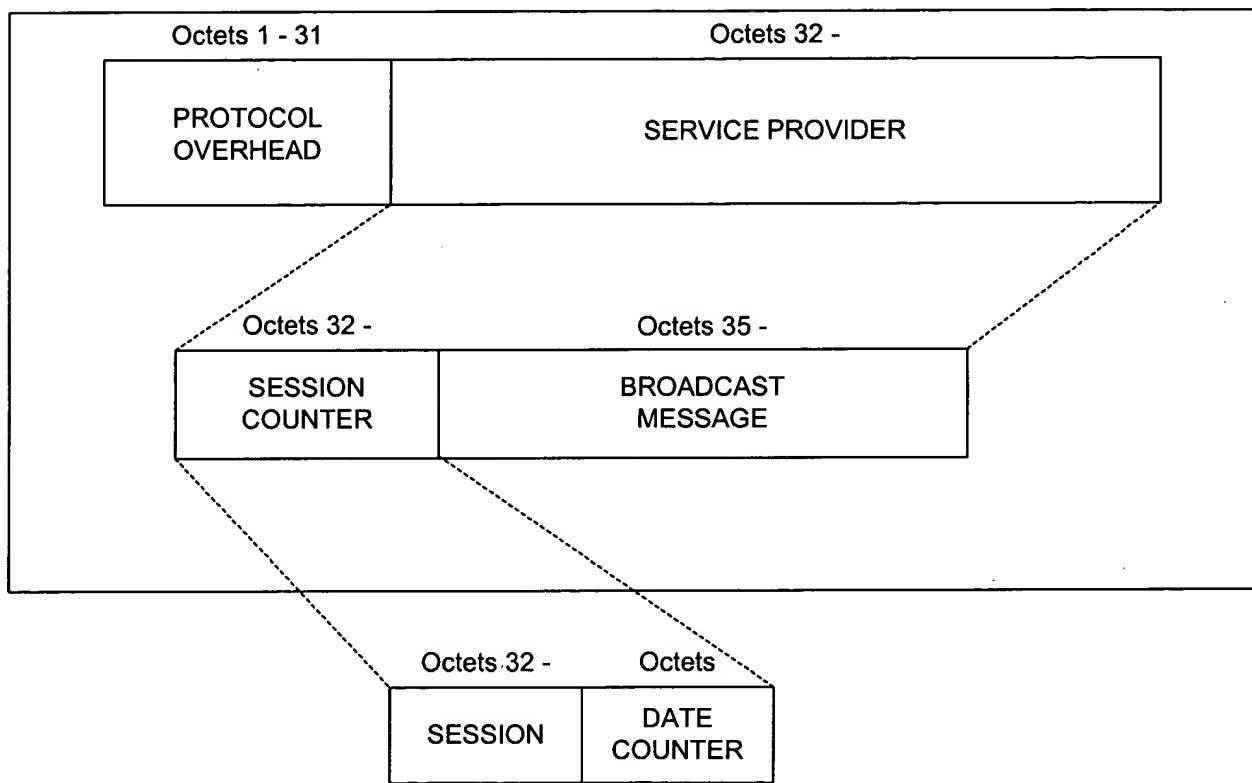 Octets 1 - 31
Octets 32 -
PROTOCOL
OVERHEAD
SERVICE PROVIDER
Octets 32 -
Octets 35 -
SESSION
COUNTER
BROADCAST
MESSAGE
Octets 32 -
Octets
SESSION
DATE
COUNTER